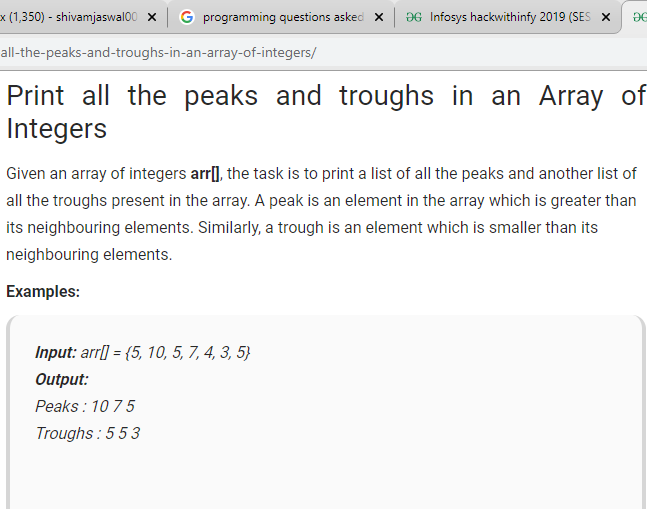 x (1,350) - shivamjaswal00
programming questions asked
Infosys hackwithinfy 2019 (SES
all-the-peaks-and-troughs-in-an-array-of-integers/
Print all the peaks and troughs in an Array of
Integers
Given an array of integers arr[], the task is to print a list of all the peaks and another list of
all the troughs present in the array. A peak is an element in the array which is greater than
its neighbouring elements. Similarly, a trough is an element which is smaller than its
neighbouring elements.
Examples:
Input: arr[] = {5, 10, 5, 7, 4, 3, 5}
Output:
Peaks : 10 7 5
Troughs : 5 5 3